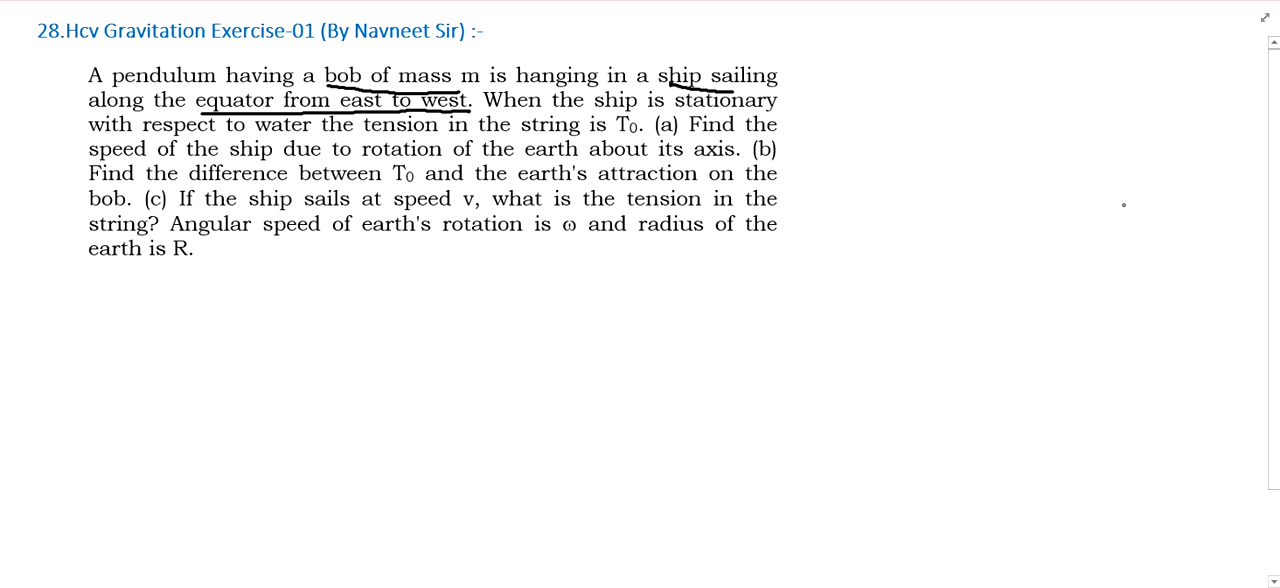 28.Hcv Gravitation Exercise-01 (By Navneet Sir) :-
A pendulum having a bob of mass m is hanging in a ship sailing
along the equator from east to west. When the ship is stationary
with respect to water the tension in the string is T₀. (a) Find the
speed of the ship due to rotation of the earth about its axis. (b)
Find the difference between T₀ and the earth's attraction on the
bob. (c) If the ship sails at speed v, what is the tension in the
string? Angular speed of earth's rotation is ω and radius of the
earth is R.